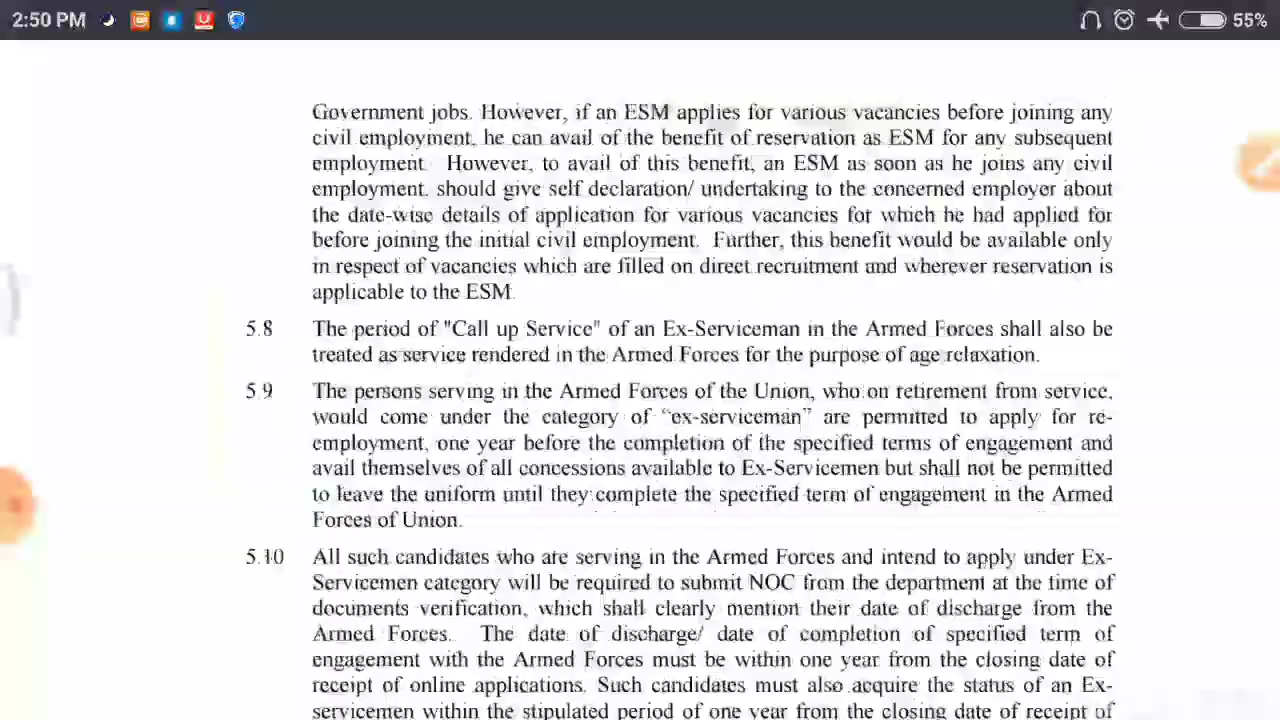 2:50 PM
55%
Government jobs. However, if an ESM applies for various vacancies before joining any
civil employment, he can avail of the benefit of reservation as ESM for any subsequent
employment. However, to avail of this benefit, an ESM as soon as he joins any civil
employment, should give self declaration/ undertaking to the concerned employer about
the date-wise details of application for various vacancies for which he had applied for
before joining the initial civil employment. Further, this benefit would be available only
in respect of vacancies which are filled on direct recruitment and wherever reservation is
applicable to the ESM.
5.8 The period of "Call up Service" of an Ex-Serviceman in the Armed Forces shall also be
treated as service rendered in the Armed Forces for the purpose of age relaxation.
5.9 The persons serving in the Armed Forces of the Union, who on retirement from service,
would come under the category of “ex-serviceman” are permitted to apply for re-
employment, one year before the completion of the specified terms of engagement and
avail themselves of all concessions available to Ex-Servicemen but shall not be permitted
to leave the uniform until they complete the specified term of engagement in the Armed
Forces of Union.
5.10 All such candidates who are serving in the Armed Forces and intend to apply under Ex-
Servicemen category will be required to submit NOC from the department at the time of
documents verification, which shall clearly mention their date of discharge from the
Armed Forces. The date of discharge/ date of completion of specified term of
engagement with the Armed Forces must be within one year from the closing date of
receipt of online applications. Such candidates must also acquire the status of an Ex-
servicemen within the stipulated period of one year from the closing date of receipt of